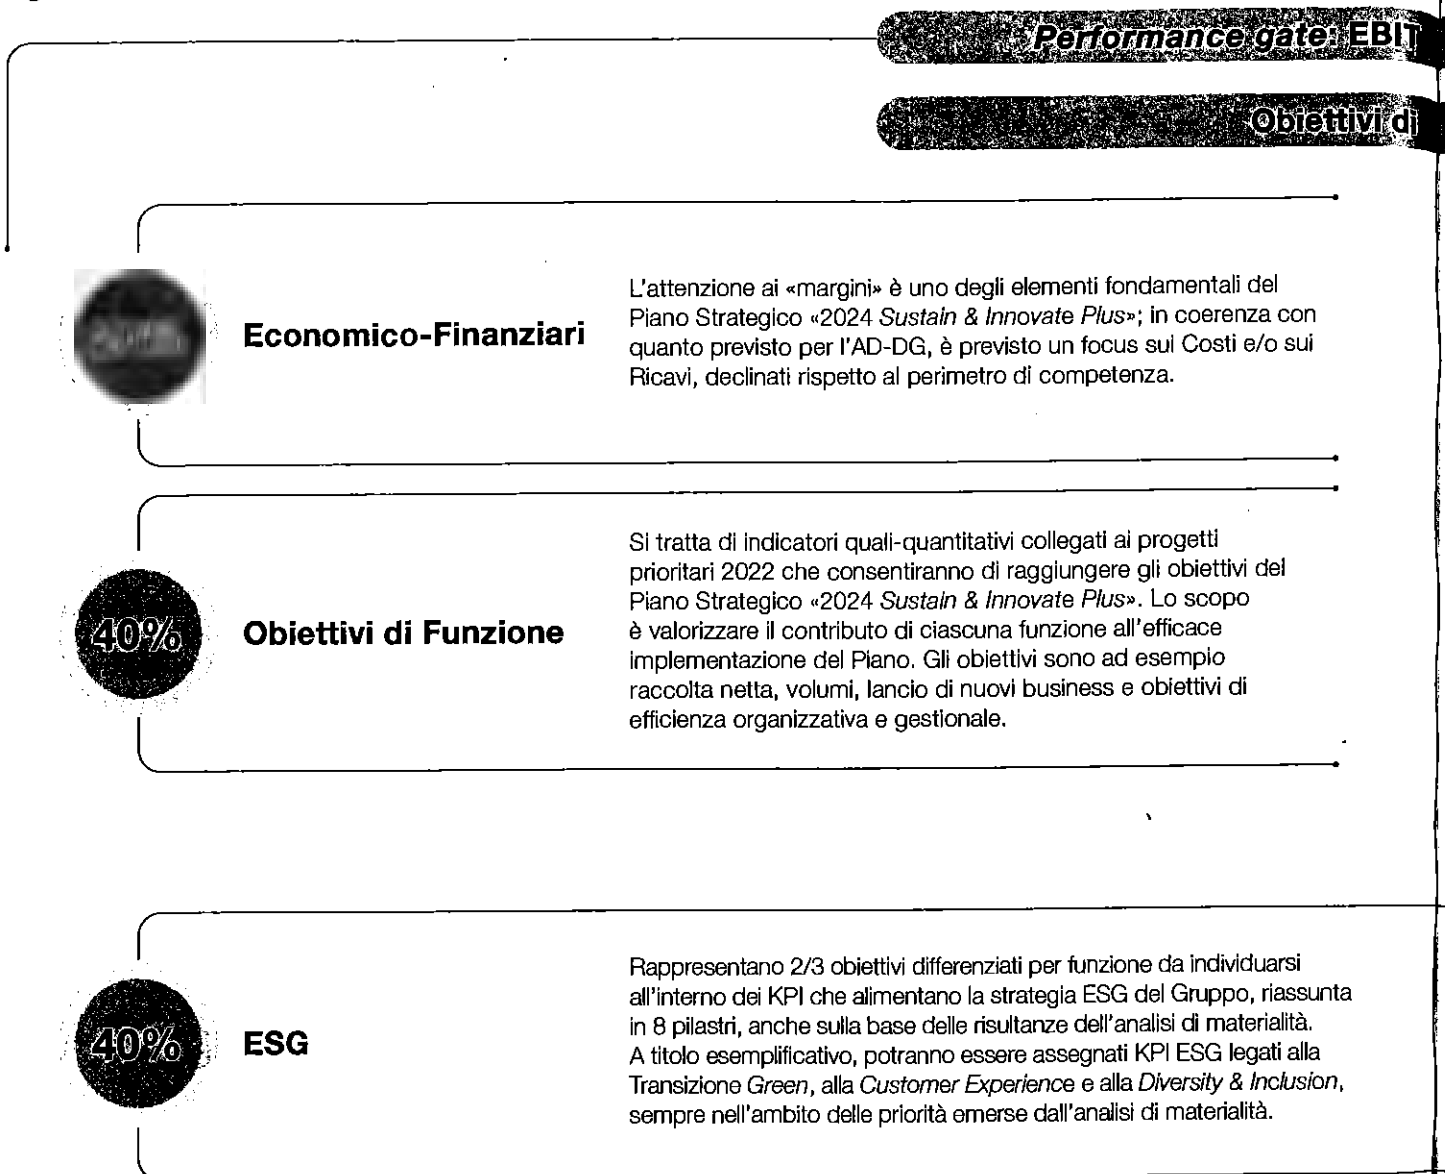 Performance gate: EBIT
Obiettivi di
Economico-Finanziari
L'attenzione ai «margini» è uno degli elementi fondamentali del
Piano Strategico «2024 Sustain & Innovate Plus»; in coerenza con
quanto previsto per l'AD-DG, è previsto un focus sui Costi e/o sui
Ricavi, declinati rispetto al perimetro di competenza.
40%
Obiettivi di Funzione
Si tratta di indicatori quali-quantitativi collegati ai progetti
prioritari 2022 che consentiranno di raggiungere gli obiettivi del
Piano Strategico «2024 Sustain & Innovate Plus». Lo scopo
è valorizzare il contributo di ciascuna funzione all'efficace
implementazione del Piano. Gli obiettivi sono ad esempio
raccolta netta, volumi, lancio di nuovi business e obiettivi di
efficienza organizzativa e gestionale.
40%
ESG
Rappresentano 2/3 obiettivi differenziati per funzione da individuarsi
all'interno dei KPI che alimentano la strategia ESG del Gruppo, riassunta
in 8 pilastri, anche sulla base delle risultanze dell'analisi di materialità.
A titolo esemplificativo, potranno essere assegnati KPI ESG legati alla
Transizione Green, alla Customer Experience e alla Diversity & Inclusion,
sempre nell'ambito delle priorità emerse dall'analisi di materialità.